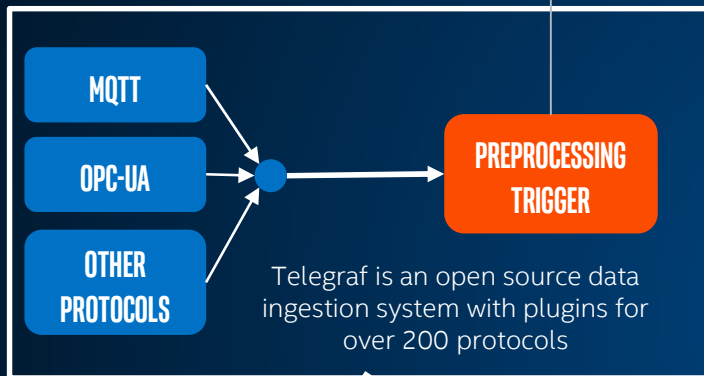 MQTT
OPC-UA
OTHER
PROTOCOLS
PREPROCESSING
TRIGGER
Telegraf is an open source data
ingestion system with plugins for
over 200 protocols